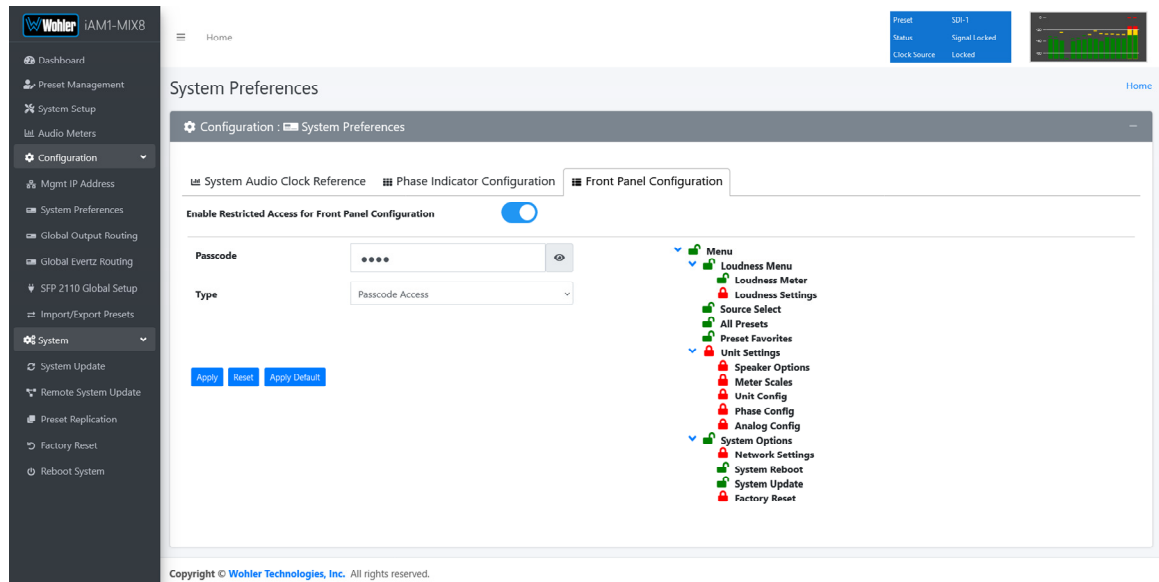 Wohler iAM1-MIX8
Dashboard
Preset Management
System Setup
Audio Meters
Configuration
Mgmt IP Address
System Preferences
Global Output Routing
Global Evertz Routing
SFP 2110 Global Setup
Import/Export Presets
System
System Update
Remote System Update
Preset Replication
Factory Reset
Reboot System
Home
Preset SDI-1
Status Signal Locked
Clock Source Locked
System Preferences
Home
Configuration : System Preferences
System Audio Clock Reference Phase Indicator Configuration Front Panel Configuration
Enable Restricted Access for Front Panel Configuration
Passcode
Type Passcode Access
Apply Reset Apply Default
Menu
Loudness Menu
Loudness Meter
Loudness Settings
Source Select
All Presets
Preset Favorites
Unit Settings
Speaker Options
Meter Scales
Unit Config
Phase Config
Analog Config
System Options
Network Settings
System Reboot
System Update
Factory Reset
Copyright © Wohler Technologies, Inc. All rights reserved.